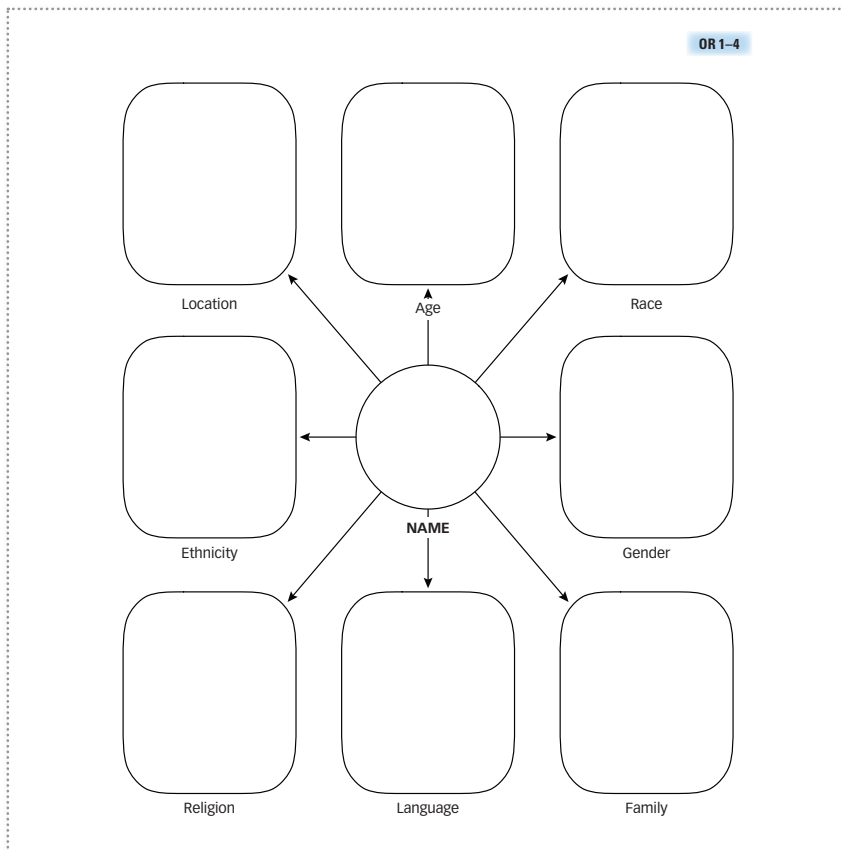 OR 1–4
Location
Age
Race
NAME
Ethnicity
Gender
Religion
Language
Family